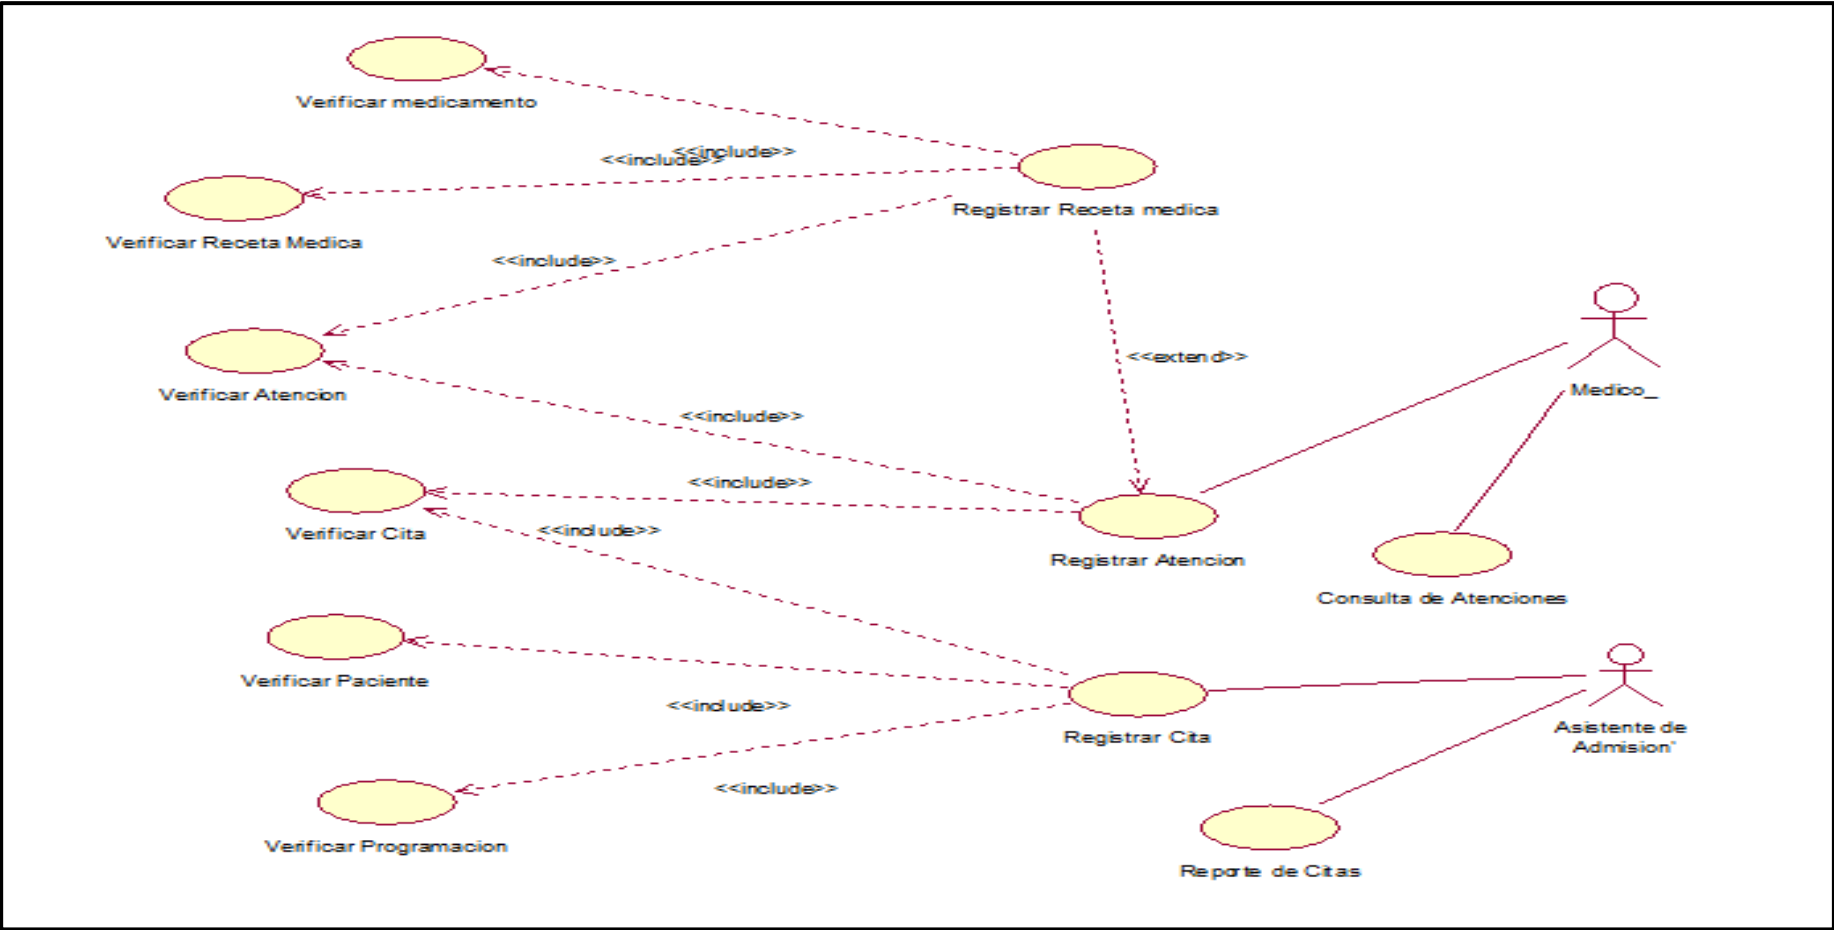 Verificar medicamento
<<include>>
<<include>>
Registrar Receta medica
Verificar Receta Medica
<<include>>
<<extend>>
Medico_
Verificar Atencion
<<include>>
<<include>>
Verificar Cita
<<include>>
Registrar Atencion
Consulta de Atenciones
Verificar Paciente
<<include>>
Registrar Cita
Asistente de
Admision'
<<include>>
Verificar Programacion
Reporte de Citas